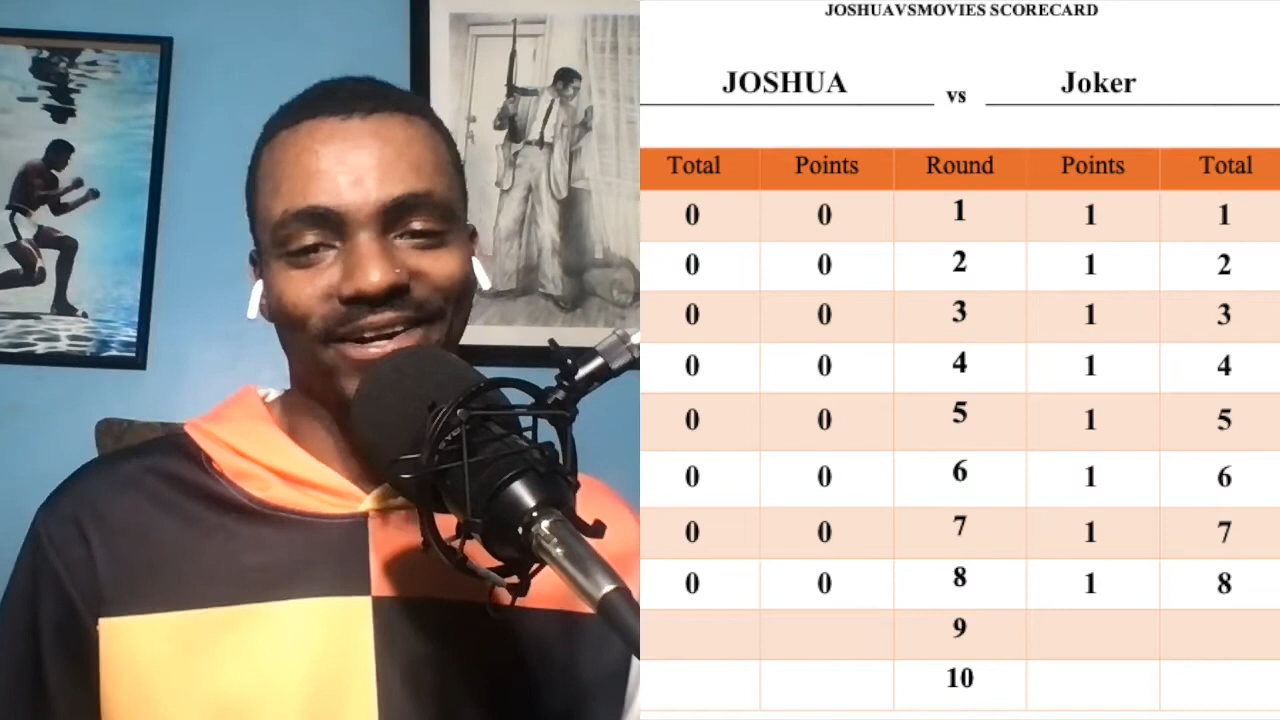 JOSHUAVSMOVIES SCORECARD
JOSHUA vs Joker
Total Points Round Points Total
0 0 1 1 1
0 0 2 1 2
0 0 3 1 3
0 0 4 1 4
0 0 5 1 5
0 0 6 1 6
0 0 7 1 7
0 0 8 1 8
9
10